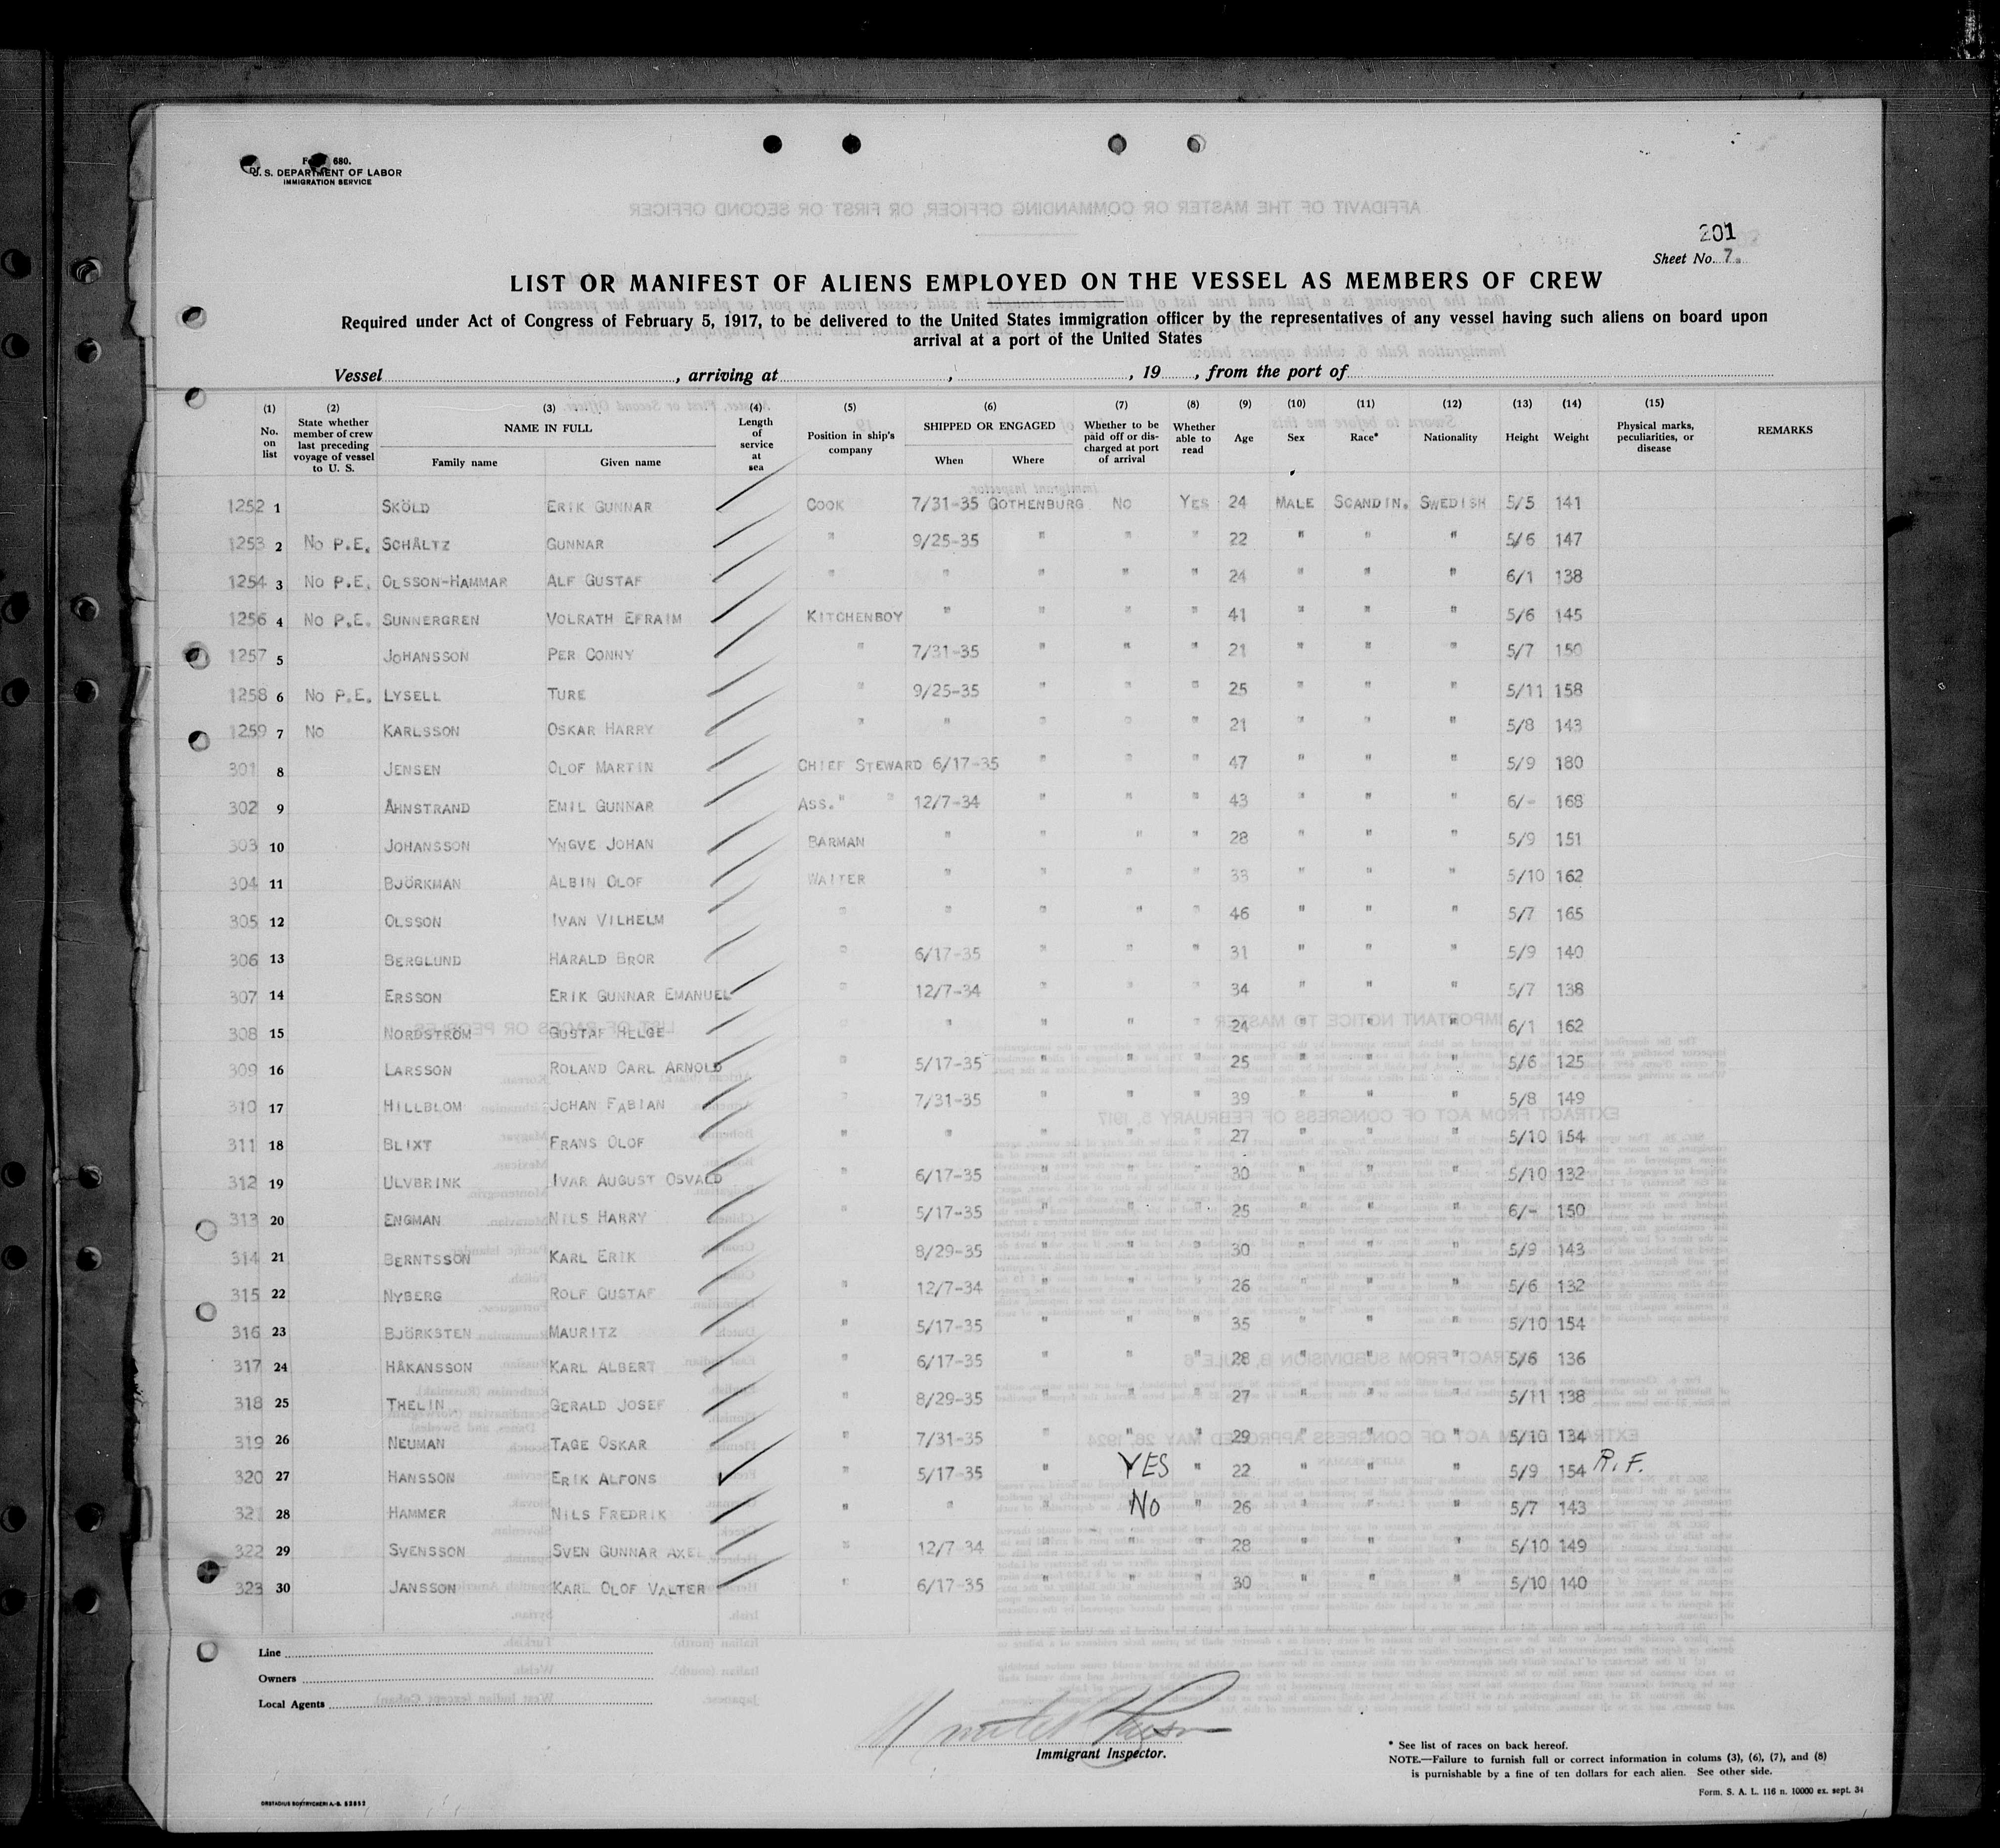 680.
U. S. DEPARTMENT OF LABOR
IMMIGRATION SERVICE
201
Sheet No. 7.
LIST OR MANIFEST OF ALIENS EMPLOYED ON THE VESSEL AS MEMBERS OF CREW
Required under Act of Congress of February 5, 1917, to be delivered to the United States immigration officer by the representatives of any vessel having such aliens on board upon
arrival at a port of the United States
Vessel , arriving at , , 19 , from the port of
(1) No. on list (2) State whether member of crew last preceding voyage of vessel to U. S. (3) NAME IN FULL Family name Given name (4) Length of service at sea (5) Position in ship's company (6) SHIPPED OR ENGAGED When Where (7) Whether to be paid off or discharged at port of arrival (8) Whether able to read (9) Age (10) Sex (11) Race* (12) Nationality (13) Height (14) Weight (15) Physical marks, peculiarities, or disease REMARKS
1252 1 SKÖLD ERIK GUNNAR COOK 7/31-35 GOTHENBURG NO YES 24 MALE SCANDIN. SWEDISH 5/5 141
1253 2 NO P.E. SCHÅLTZ GUNNAR " 9/25-35 " " " 22 " " " 5/6 147
1254 3 NO P.E. OLSSON-HAMMAR ALF GUSTAF " " " " " 24 " " " 6/1 138
1256 4 NO P.E. SUNNERGREN VOLRATH EFRAIM KITCHENBOY " " " " 41 " " " 5/6 145
1257 5 JOHANSSON PER CONNY " 7/31-35 " " " 21 " " " 5/7 150
1258 6 NO P.E. LYSELL TURE " 9/25-35 " " " 25 " " " 5/11 158
1259 7 NO KARLSSON OSKAR HARRY " " " " " 21 " " " 5/8 143
301 8 JENSEN OLOF MARTIN CHIEF STEWARD 6/17-35 " " " 47 " " " 5/9 180
302 9 ÅHNSTRAND EMIL GUNNAR ASS. " " 12/7-34 " " " 43 " " " 6/- 168
303 10 JOHANSSON YNGVE JOHAN BARMAN " " " " 28 " " " 5/9 151
304 11 BJÖRKMAN ALBIN OLOF WAITER " " " " 33 " " " 5/10 162
305 12 OLSSON IVAN VILHELM " " " " " 46 " " " 5/7 165
306 13 BERGLUND HARALD BROR " 6/17-35 " " " 31 " " " 5/9 140
307 14 ERSSON ERIK GUNNAR EMANUEL " 12/7-34 " " " 34 " " " 5/7 138
308 15 NORDSTRÖM GUSTAF HELGE " " " " " 24 " " " 6/1 162
309 16 LARSSON ROLAND CARL ARNOLD " 5/17-35 " " " 25 " " " 5/6 125
310 17 HILLBLOM JOHAN FABIAN " 7/31-35 " " " 39 " " " 5/8 149
311 18 BLIXT FRANS OLOF " " " " " 27 " " " 5/10 154
312 19 ULVBRINK IVAR AUGUST OSVALD " 6/17-35 " " " 30 " " " 5/10 132
313 20 ENGMAN NILS HARRY " 5/17-35 " " " 25 " " " 6/- 150
314 21 BERNTSSON KARL ERIK " 8/29-35 " " " 30 " " " 5/9 143
315 22 NYBERG ROLF GUSTAF " 12/7-34 " " " 26 " " " 5/6 132
316 23 BJÖRKSTEN MAURITZ " 5/17-35 " " " 35 " " " 5/10 154
317 24 HÅKANSSON KARL ALBERT " 6/17-35 " " " 28 " " " 5/6 136
318 25 THELIN GERALD JOSEF " 8/29-35 " " " 27 " " " 5/11 138
319 26 NEUMAN TAGE OSKAR " 7/31-35 " " " 29 " " " 5/10 134
320 27 HANSSON ERIK ALFONS " 5/17-35 " YES " 22 " " " 5/9 154 R.F.
321 28 HAMMER NILS FREDRIK " " " NO " 26 " " " 5/7 143
322 29 SVENSSON SVEN GUNNAR AXEL " 12/7-34 " " " 28 " " " 5/10 149
323 30 JANSSON KARL OLOF VALTER " 6/17-35 " " " 30 " " " 5/10 140
Line
Owners
Local Agents
Immigrant Inspector.
* See list of races on back hereof.
NOTE.—Failure to furnish full or correct information in colums (3), (6), (7), and (8)
is punishable by a fine of ten dollars for each alien. See other side.
Form. S. A. L. 116 n. 10000 ex. sept. 34